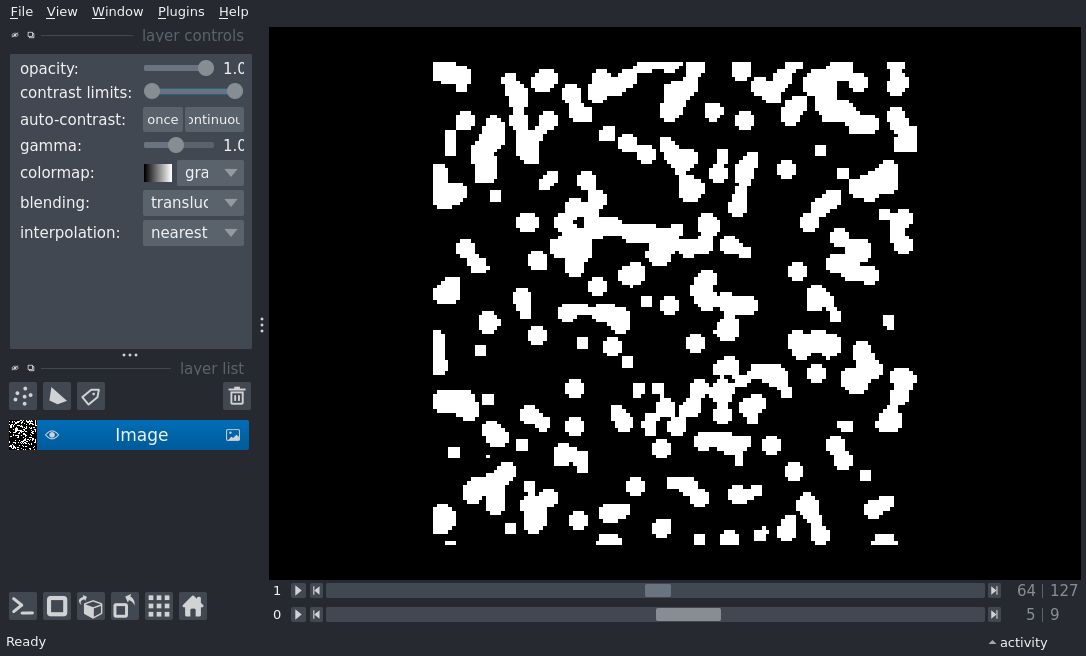 File View Window Plugins Help
layer controls
opacity: 1.0
contrast limits:
auto-contrast: once ontinuou
gamma: 1.0
colormap: gra
blending: transluc
interpolation: nearest
layer list
Image
1 64 | 127
0 5 | 9
Ready activity